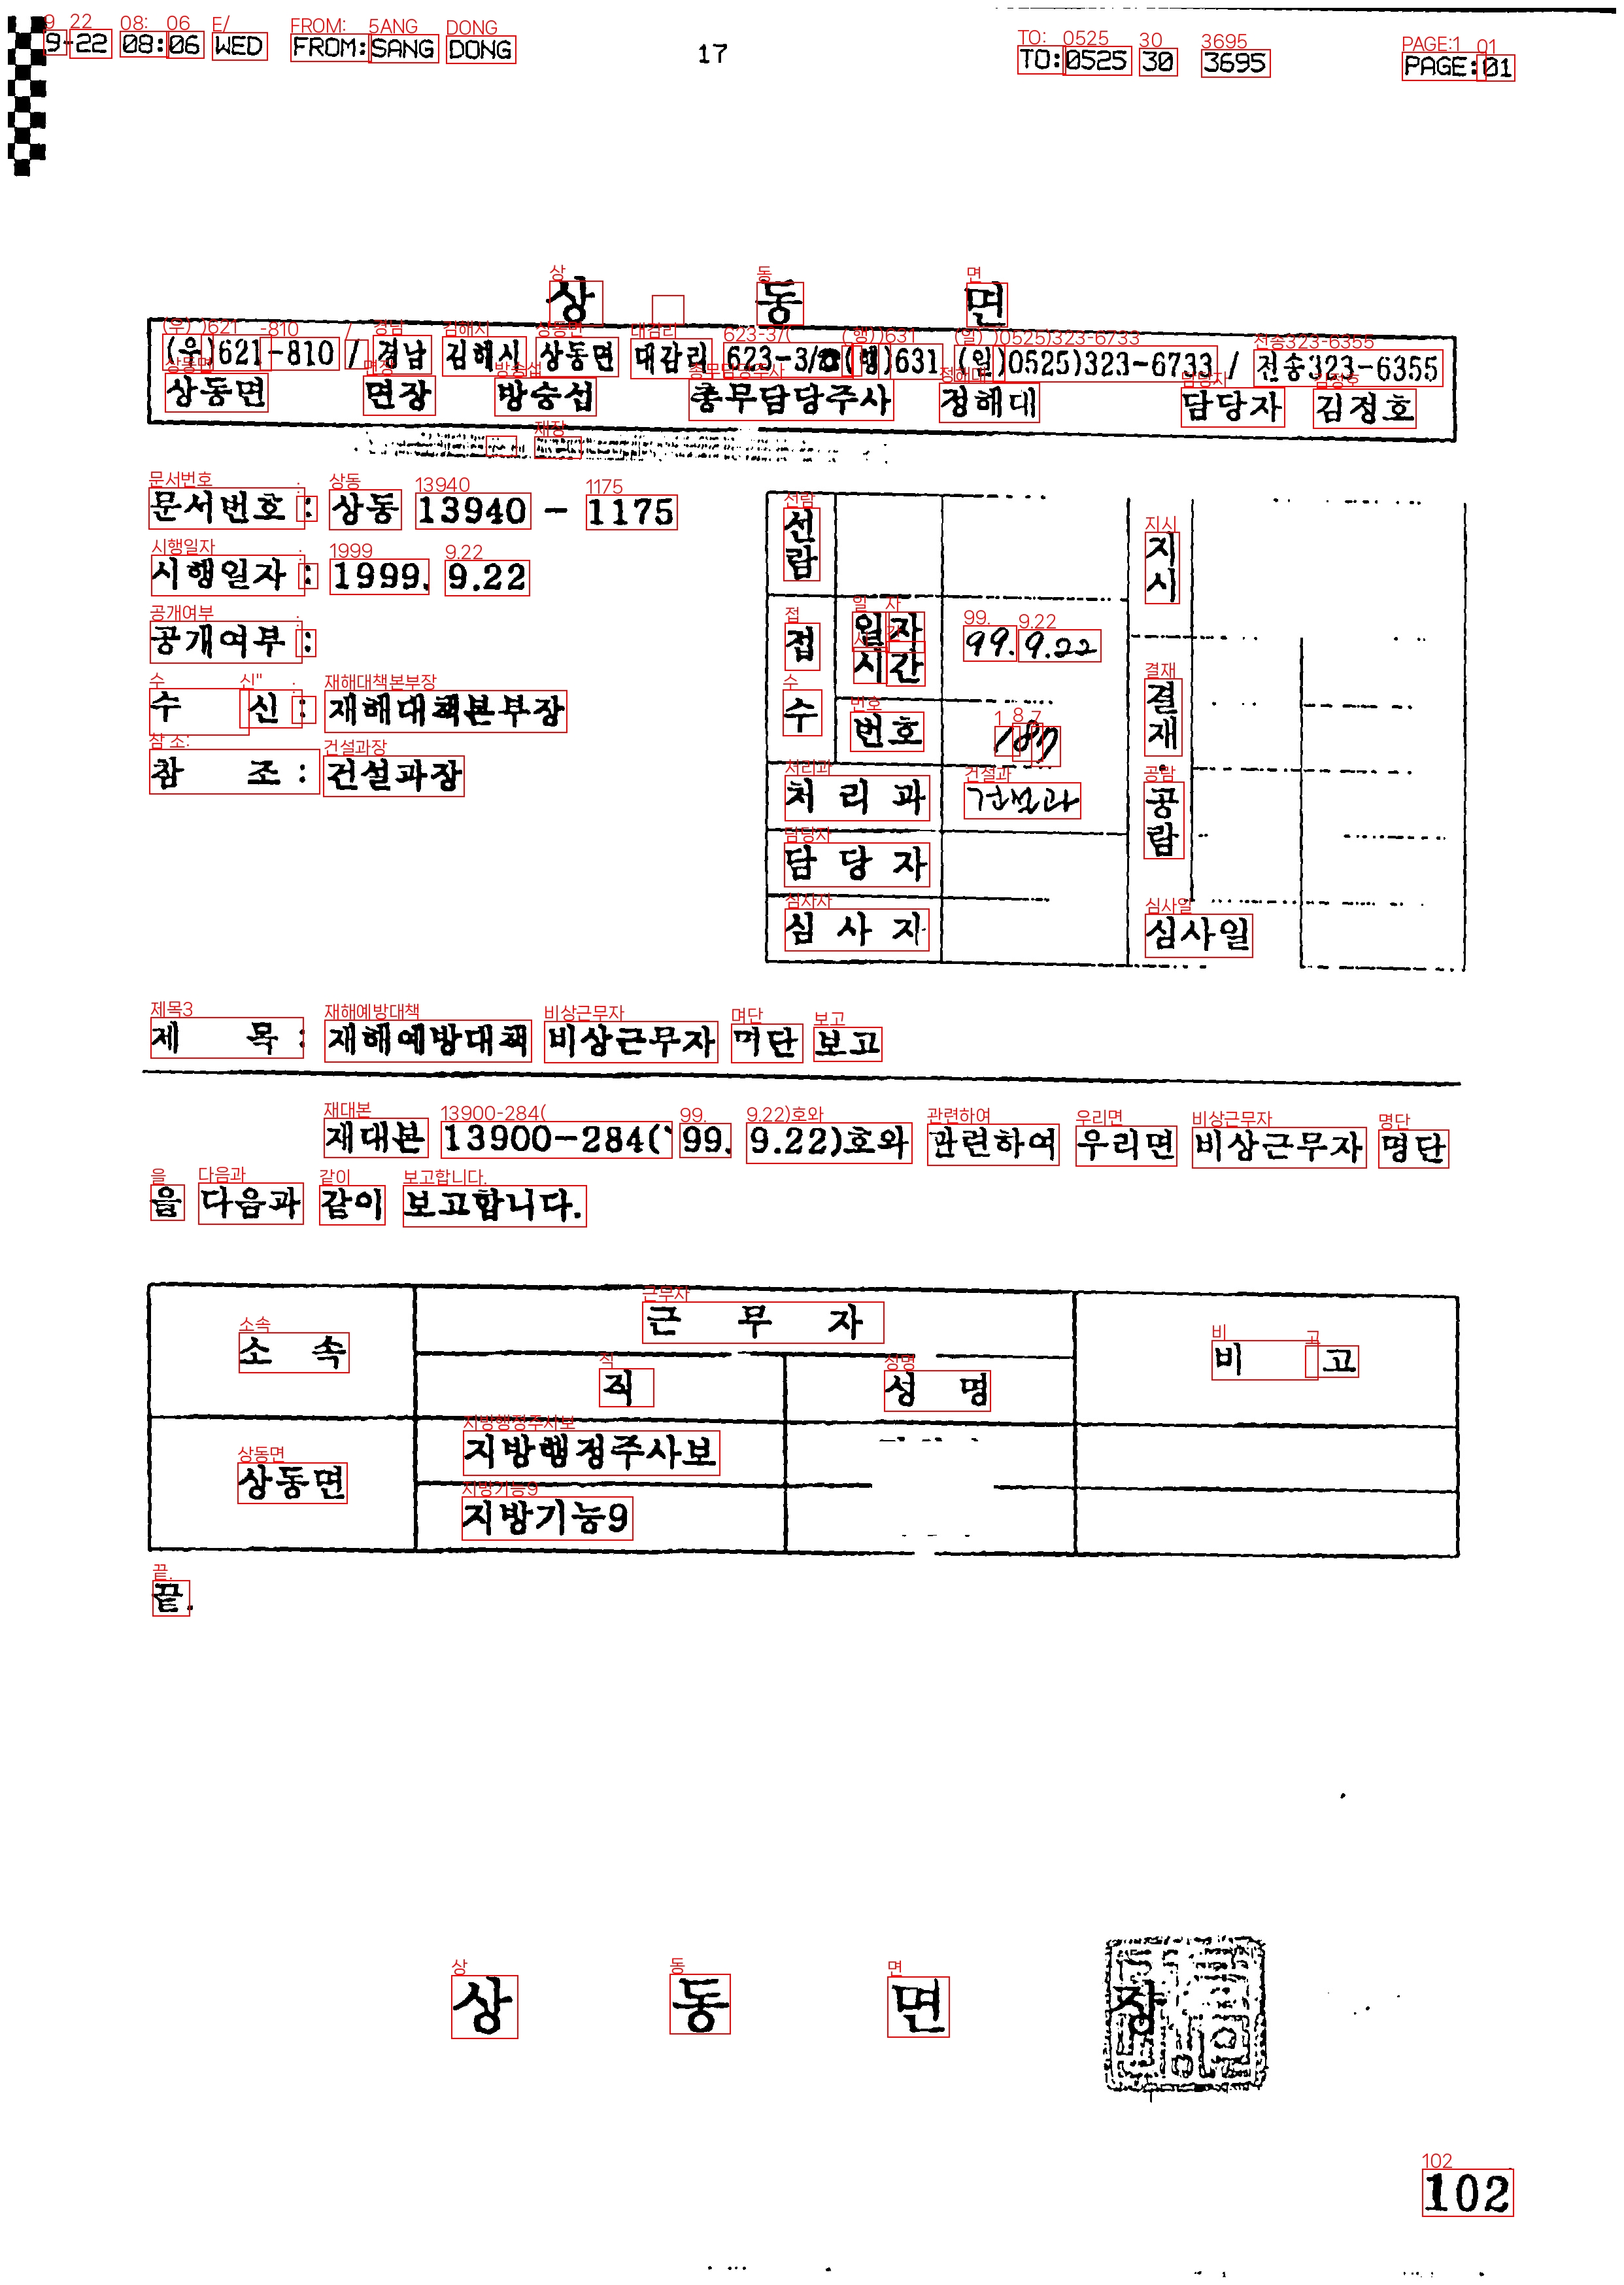 9-22 08:06 WED FROM:SANG DONG 17 TO:0525 30 3695 PAGE:01
상 동 면
(우)621-810 / 경남 김해시 상동면 대감리 (행)631 (일)0525)323-6733 / 전송323-6355
상동면 면장 방승섭 총무담당주사 정해대 담당자 김정호
문서번호 : 상동 13940 - 1175
시행일자 : 1999. 9.22
공개여부 :
수 신 : 재해대책본부장
참 조 : 건설과장
선람 지시
접수 일자 시간 99. 9.22
번호 187 결재·공람
처리과 건설과
담당자
심사자 심사일
제 목 : 재해예방대책 비상근무자 명단 보고
재대본 13900-284('99. 9.22)호와 관련하여 우리면 비상근무자 명단
을 다음과 같이 보고합니다.
소 속 근 무 자 비 고
직 성 명
상동면 지방행정주사보
지방기능9
끝.
상 동 면 장
102